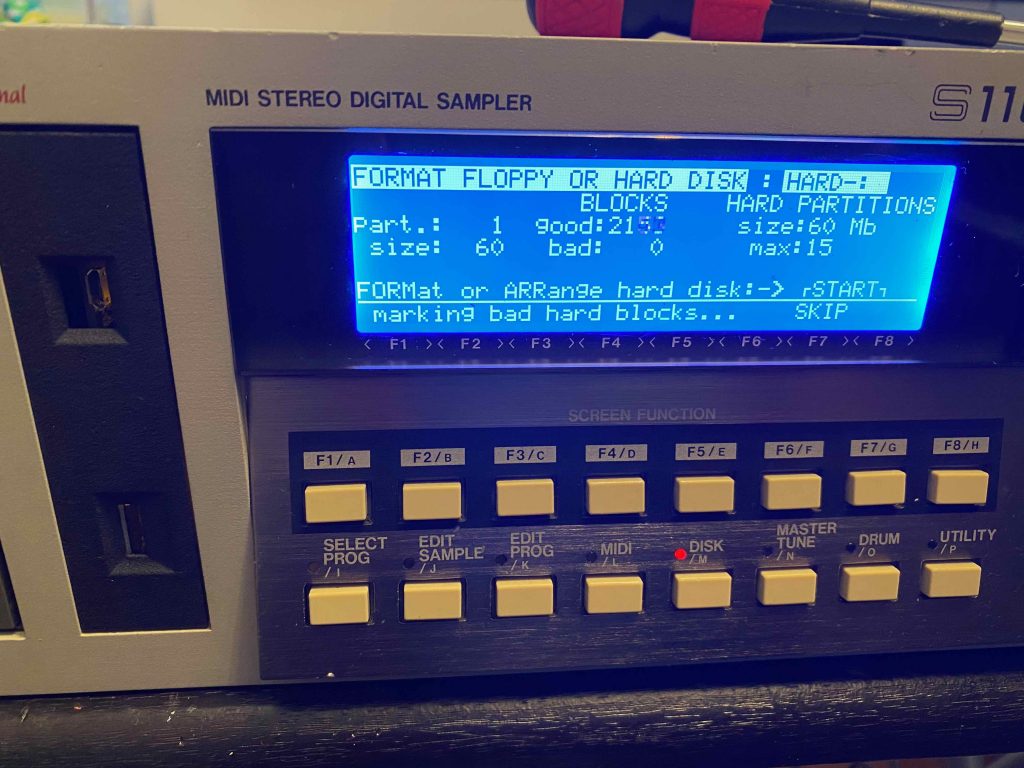 nal
MIDI STEREO DIGITAL SAMPLER
S11
FORMAT FLOPPY OR HARD DISK : HARD-:
BLOCKS HARD PARTITIONS
Part.: 1 good:21 size:60 Mb
size: 60 bad: 0 max:15
FORMat or ARRange hard disk:-> ┌START┐
marking bad hard blocks... SKIP
< F1 >< F2 >< F3 >< F4 >< F5 >< F6 >< F7 >< F8 >
SCREEN FUNCTION
F1/A F2/B F3/C F4/D F5/E F6/F F7/G F8/H
SELECT PROG /I EDIT SAMPLE /J EDIT PROG /K MIDI /L DISK /M MASTER TUNE /N DRUM /O UTILITY /P